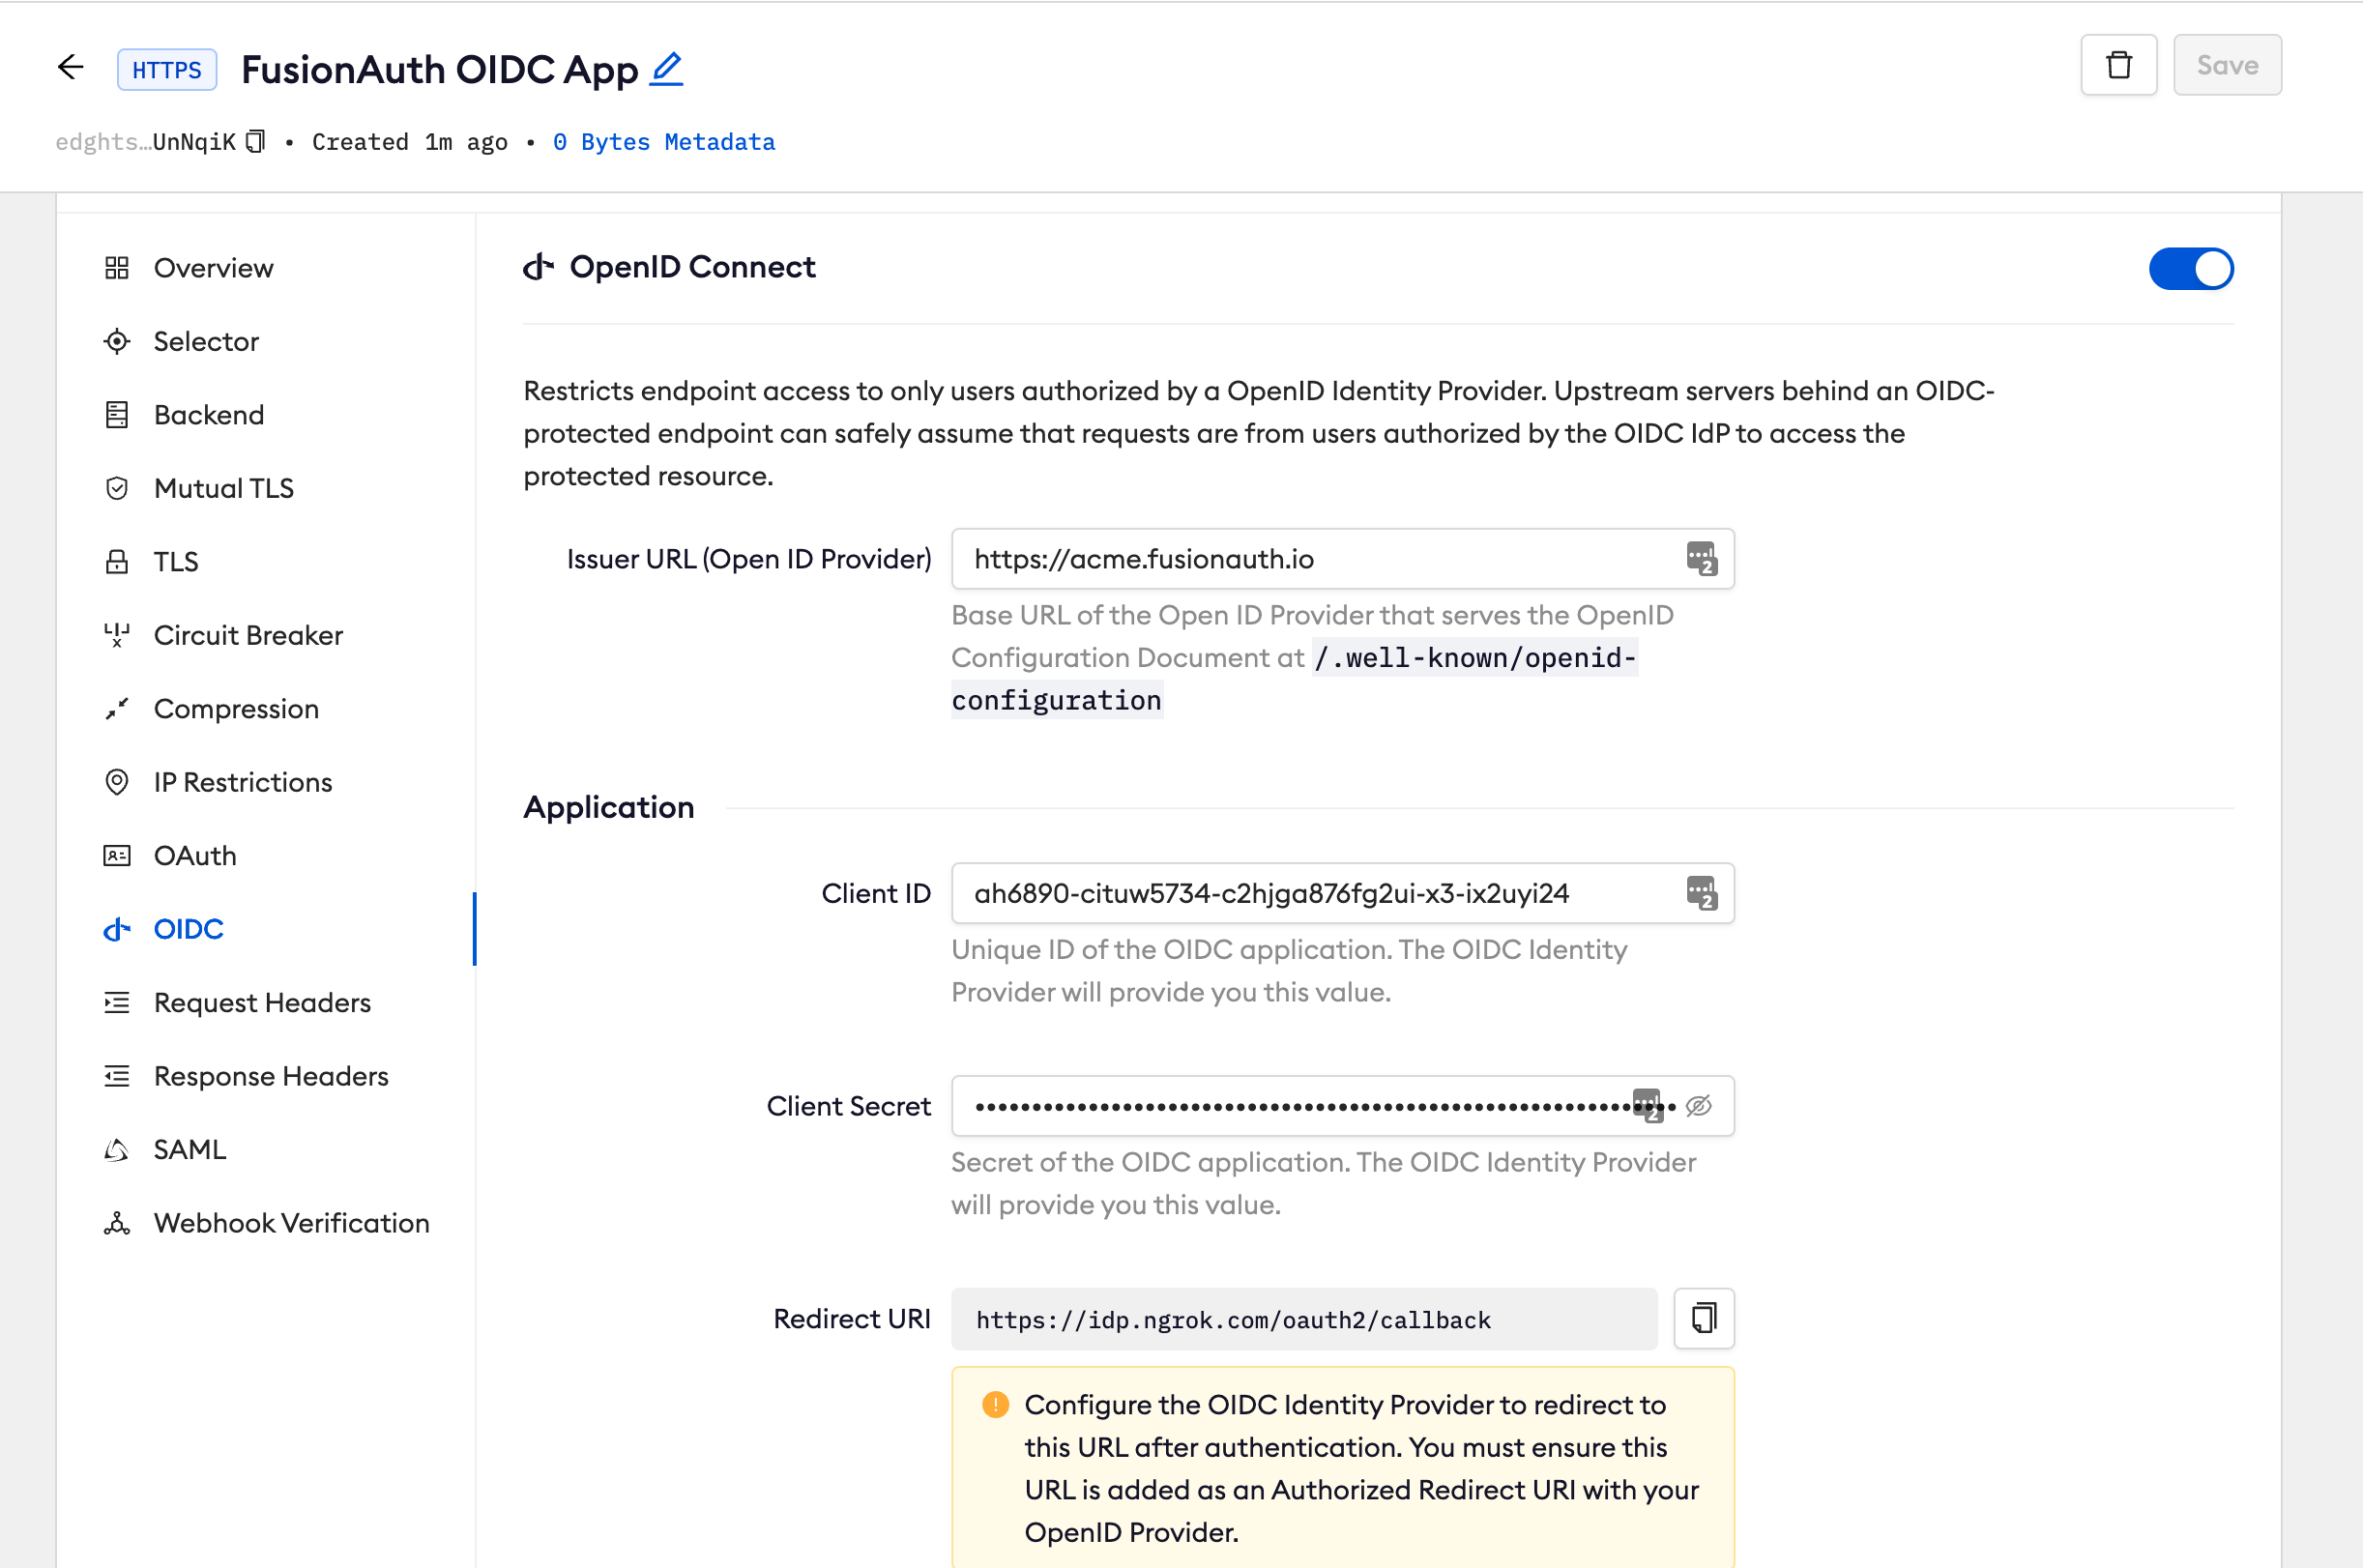 HTTPS FusionAuth OIDC App
Save
edghts…UnNqiK • Created 1m ago • 0 Bytes Metadata
Overview
Selector
Backend
Mutual TLS
TLS
Circuit Breaker
Compression
IP Restrictions
OAuth
OIDC
Request Headers
Response Headers
SAML
Webhook Verification
OpenID Connect
Restricts endpoint access to only users authorized by a OpenID Identity Provider. Upstream servers behind an OIDC-
protected endpoint can safely assume that requests are from users authorized by the OIDC IdP to access the
protected resource.
Issuer URL (Open ID Provider)
https://acme.fusionauth.io
2
Base URL of the Open ID Provider that serves the OpenID
Configuration Document at /.well-known/openid-
configuration
Application
Client ID
ah6890-cituw5734-c2hjga876fg2ui-x3-ix2uyi24
2
Unique ID of the OIDC application. The OIDC Identity
Provider will provide you this value.
Client Secret
2
Secret of the OIDC application. The OIDC Identity Provider
will provide you this value.
Redirect URI
https://idp.ngrok.com/oauth2/callback
Configure the OIDC Identity Provider to redirect to
this URL after authentication. You must ensure this
URL is added as an Authorized Redirect URI with your
OpenID Provider.